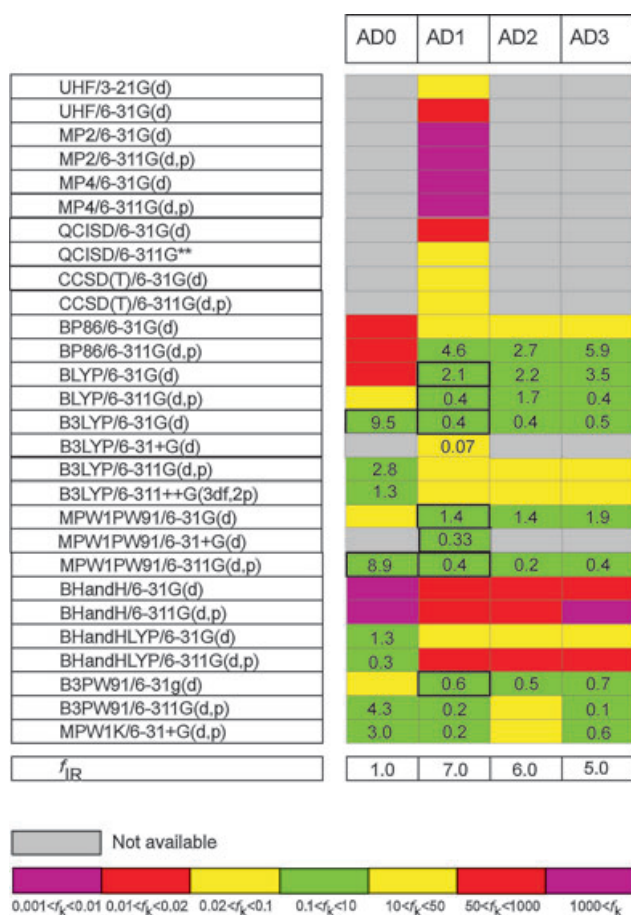 AD0 AD1 AD2 AD3
UHF/3-21G(d)
UHF/6-31G(d)
MP2/6-31G(d)
MP2/6-311G(d,p)
MP4/6-31G(d)
MP4/6-311G(d,p)
QCISD/6-31G(d)
QCISD/6-311G**
CCSD(T)/6-31G(d)
CCSD(T)/6-311G(d,p)
BP86/6-31G(d)
BP86/6-311G(d,p) 4.6 2.7 5.9
BLYP/6-31G(d) 2.1 2.2 3.5
BLYP/6-311G(d,p) 0.4 1.7 0.4
B3LYP/6-31G(d) 9.5 0.4 0.4 0.5
B3LYP/6-31+G(d) 0.07
B3LYP/6-311G(d,p) 2.8
B3LYP/6-311++G(3df,2p) 1.3
MPW1PW91/6-31G(d) 1.4 1.4 1.9
MPW1PW91/6-31+G(d) 0.33
MPW1PW91/6-311G(d,p) 8.9 0.4 0.2 0.4
BHandH/6-31G(d)
BHandH/6-311G(d,p)
BHandHLYP/6-31G(d) 1.3
BHandHLYP/6-311G(d,p) 0.3
B3PW91/6-31g(d) 0.6 0.5 0.7
B3PW91/6-311G(d,p) 4.3 0.2 0.1
MPW1K/6-31+G(d,p) 3.0 0.2 0.6
fIR 1.0 7.0 6.0 5.0
Not available
0.001<fk<0.01 0.01<fk<0.02 0.02<fk<0.1 0.1<fk<10 10<fk<50 50<fk<1000 1000<fk